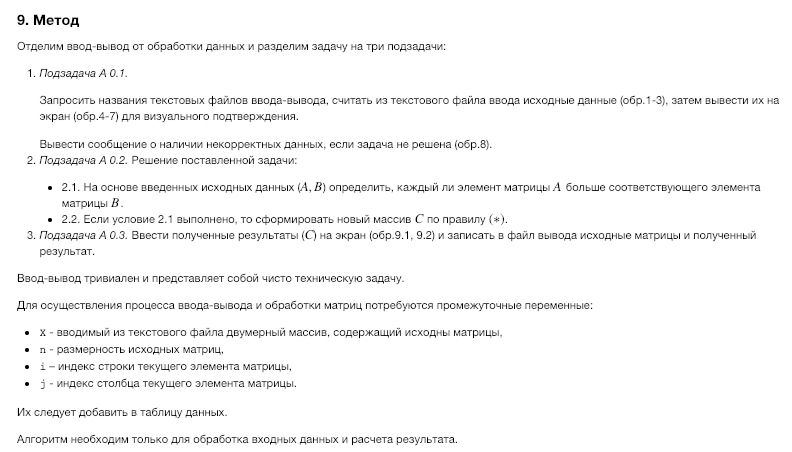 9. Метод
Отделим ввод-вывод от обработки данных и разделим задачу на три подзадачи:
1. Подзадача А 0.1.
Запросить названия текстовых файлов ввода-вывода, считать из текстового файла ввода исходные данные (обр.1-3), затем вывести их на
экран (обр.4-7) для визуального подтверждения.
Вывести сообщение о наличии некорректных данных, если задача не решена (обр.8).
2. Подзадача А 0.2. Решение поставленной задачи:
• 2.1. На основе введенных исходных данных (A, B) определить, каждый ли элемент матрицы A больше соответствующего элемента
матрицы B.
• 2.2. Если условие 2.1 выполнено, то сформировать новый массив C по правилу (∗).
3. Подзадача А 0.3. Ввести полученные результаты (C) на экран (обр.9.1, 9.2) и записать в файл вывода исходные матрицы и полученный
результат.
Ввод-вывод тривиален и представляет собой чисто техническую задачу.
Для осуществления процесса ввода-вывода и обработки матриц потребуются промежуточные переменные:
• X - вводимый из текстового файла двумерный массив, содержащий исходны матрицы,
• n - размерность исходных матриц,
• i – индекс строки текущего элемента матрицы,
• j - индекс столбца текущего элемента матрицы.
Их следует добавить в таблицу данных.
Алгоритм необходим только для обработка входных данных и расчета результата.